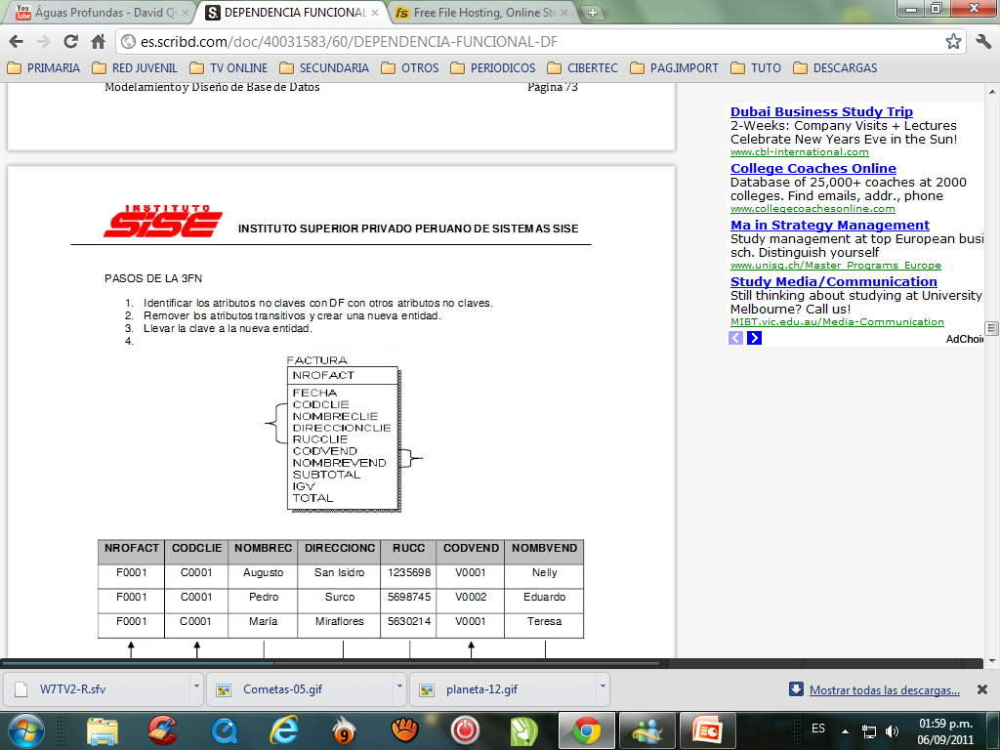 Águas Profundas - David Qu
DEPENDENCIA FUNCIONAL
Free File Hosting, Online Sto
es.scribd.com/doc/40031583/60/DEPENDENCIA-FUNCIONAL-DF
PRIMARIA RED JUVENIL TV ONLINE SECUNDARIA OTROS PERIODICOS CIBERTEC PAG.IMPORT TUTO DESCARGAS
Modelamiento y Diseño de Base de Datos Página 73
INSTITUTO
SISE
INSTITUTO SUPERIOR PRIVADO PERUANO DE SISTEMAS SISE
PASOS DE LA 3FN
1. Identificar los atributos no claves con DF con otros atributos no claves.
2. Remover los atributos transitivos y crear una nueva entidad.
3. Llevar la clave a la nueva entidad.
4.
FACTURA
NROFACT
FECHA
CODCLIE
NOMBRECLIE
DIRECCIONCLIE
RUCCLIE
CODVEND
NOMBREVEND
SUBTOTAL
IGV
TOTAL
NROFACT CODCLIE NOMBREC DIRECCIONC RUCC CODVEND NOMBVEND
F0001 C0001 Augusto San Isidro 1235698 V0001 Nelly
F0001 C0001 Pedro Surco 5698745 V0002 Eduardo
F0001 C0001 María Miraflores 5630214 V0001 Teresa
Dubai Business Study Trip
2-Weeks: Company Visits + Lectures
Celebrate New Years Eve in the Sun!
www.cbl-international.com
College Coaches Online
Database of 25,000+ coaches at 2000
colleges. Find emails, addr., phone
www.collegecoachesonline.com
Ma in Strategy Management
Study management at top European busi
sch. Distinguish yourself
www.unisg.ch/Master_Programs_Europe
Study Media/Communication
Still thinking about studying at University
Melbourne? Call us!
MIBT.vic.edu.au/Media-Communication
AdChoic
W7TV2-R.sfv
Cometas-05.gif
planeta-12.gif
Mostrar todas las descargas...
ES
01:59 p.m.
06/09/2011